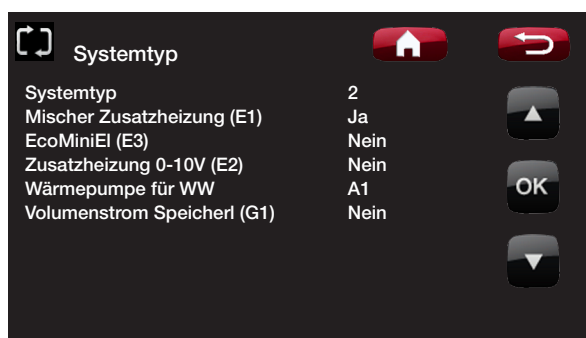 Systemtyp
Systemtyp 2
Mischer Zusatzheizung (E1) Ja
EcoMiniEl (E3) Nein
Zusatzheizung 0-10V (E2) Nein
Wärmepumpe für WW A1
Volumenstrom Speicherl (G1) Nein
OK